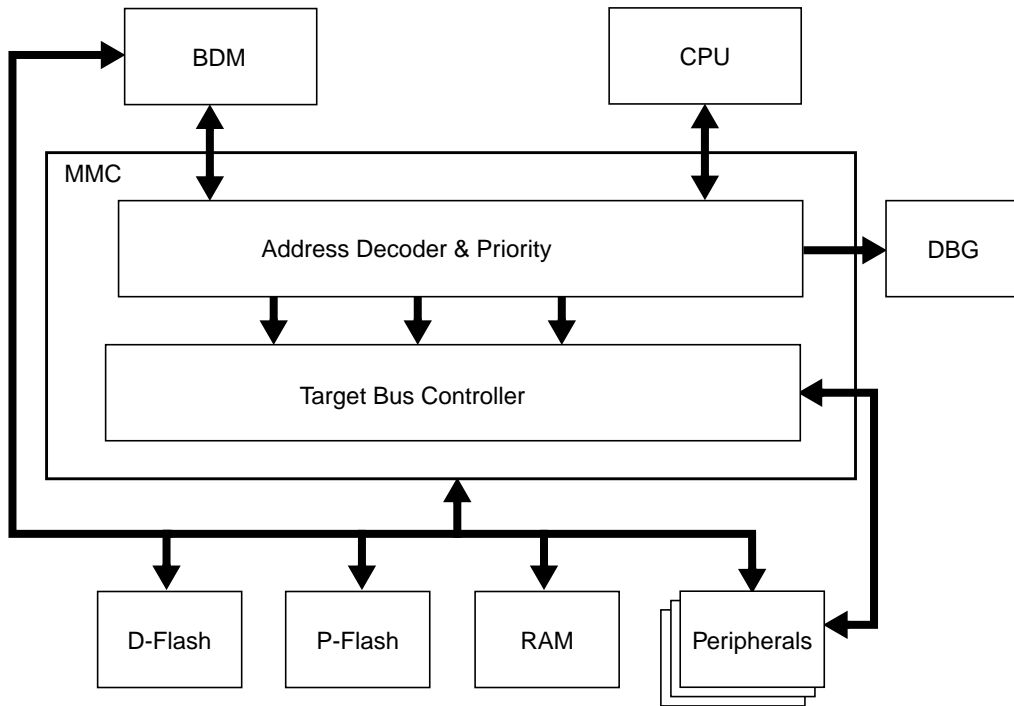 BDM
CPU
MMC
Address Decoder & Priority
DBG
Target Bus Controller
D-Flash
P-Flash
RAM
Peripherals